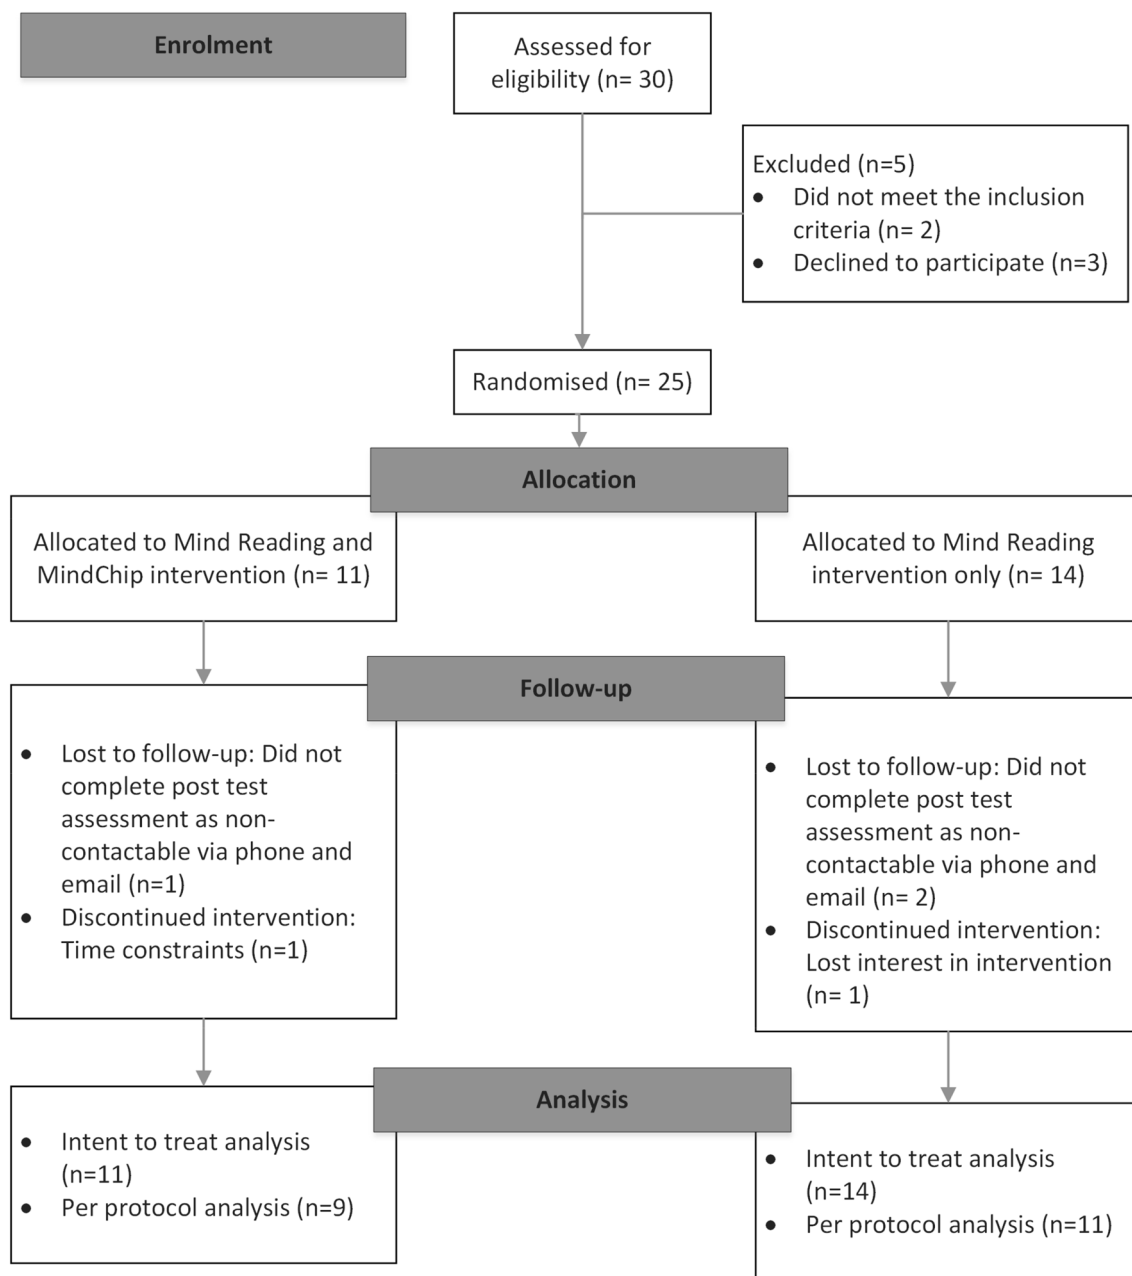 Enrolment
Assessed for
eligibility (n= 30)
Excluded (n=5)
• Did not meet the inclusion
criteria (n= 2)
• Declined to participate (n=3)
Randomised (n= 25)
Allocation
Allocated to Mind Reading and
MindChip intervention (n= 11)
Allocated to Mind Reading
intervention only (n= 14)
Follow-up
• Lost to follow-up: Did not
complete post test
assessment as non-
contactable via phone and
email (n=1)
• Discontinued intervention:
Time constraints (n=1)
• Lost to follow-up: Did not
complete post test
assessment as non-
contactable via phone and
email (n= 2)
• Discontinued intervention:
Lost interest in intervention
(n= 1)
Analysis
• Intent to treat analysis
(n=11)
• Per protocol analysis (n=9)
• Intent to treat analysis
(n=14)
• Per protocol analysis (n=11)